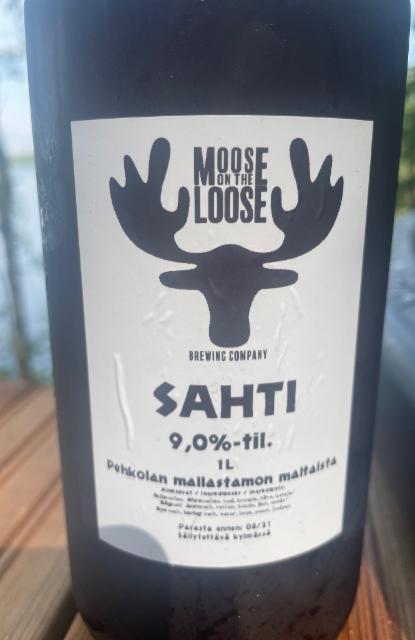 MOOSE
ON THE
LOOSE
BREWING COMPANY
SAHTI
9,0%-til.
1L
Pehkolan mallastamon maltaista
Ainesosat / Ingredienser / Ingredients:
Parasta ennen: 08/21
Säilytettävä kylmässä